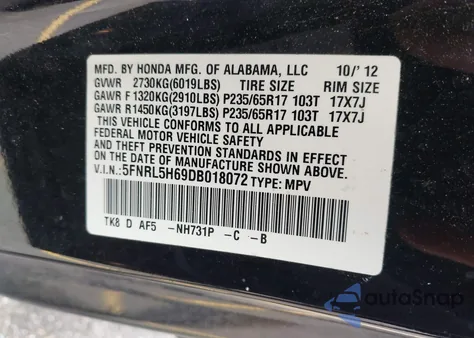 MFD. BY HONDA MFG. OF ALABAMA, LLC 10/'12
GVWR 2730KG(6019LBS) TIRE SIZE RIM SIZE
GAWR F 1320KG(2910LBS) P235/65R17 103T 17X7J
GAWR R 1450KG(3197LBS) P235/65R17 103T 17X7J
THIS VEHICLE CONFORMS TO ALL APPLICABLE
FEDERAL MOTOR VEHICLE SAFETY
AND THEFT PREVENTION STANDARDS IN EFFECT
ON THE DATE OF MANUFACTURE SHOWN ABOVE.
V.I.N.:5FNRL5H69DB018072 TYPE: MPV
TK8 D AF5 -NH731P -C -B
autoSnap